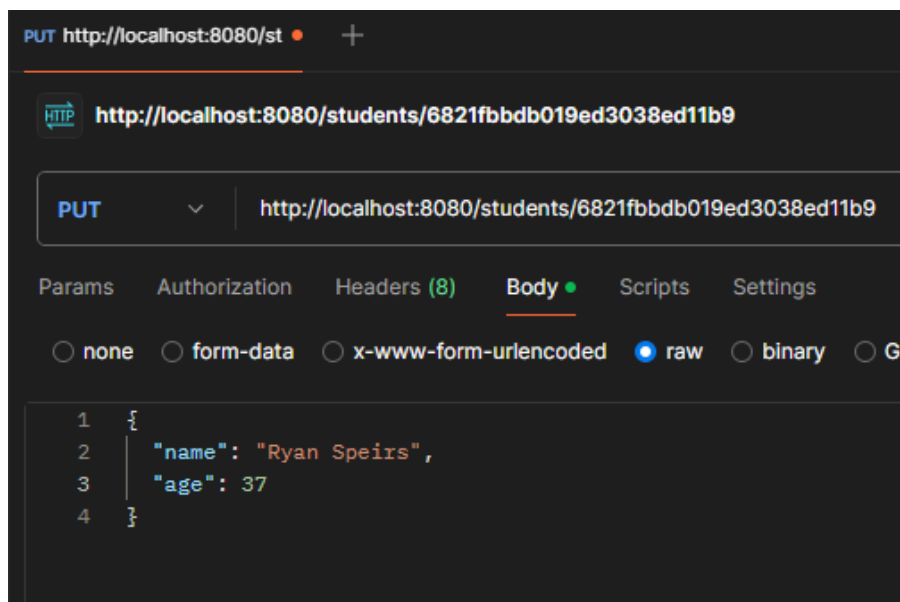 PUT http://localhost:8080/st
HTTP http://localhost:8080/students/6821fbbdb019ed3038ed11b9
PUT http://localhost:8080/students/6821fbbdb019ed3038ed11b9
Params Authorization Headers (8) Body Scripts Settings
none form-data x-www-form-urlencoded raw binary G
1 {
2 "name": "Ryan Speirs",
3 "age": 37
4 }